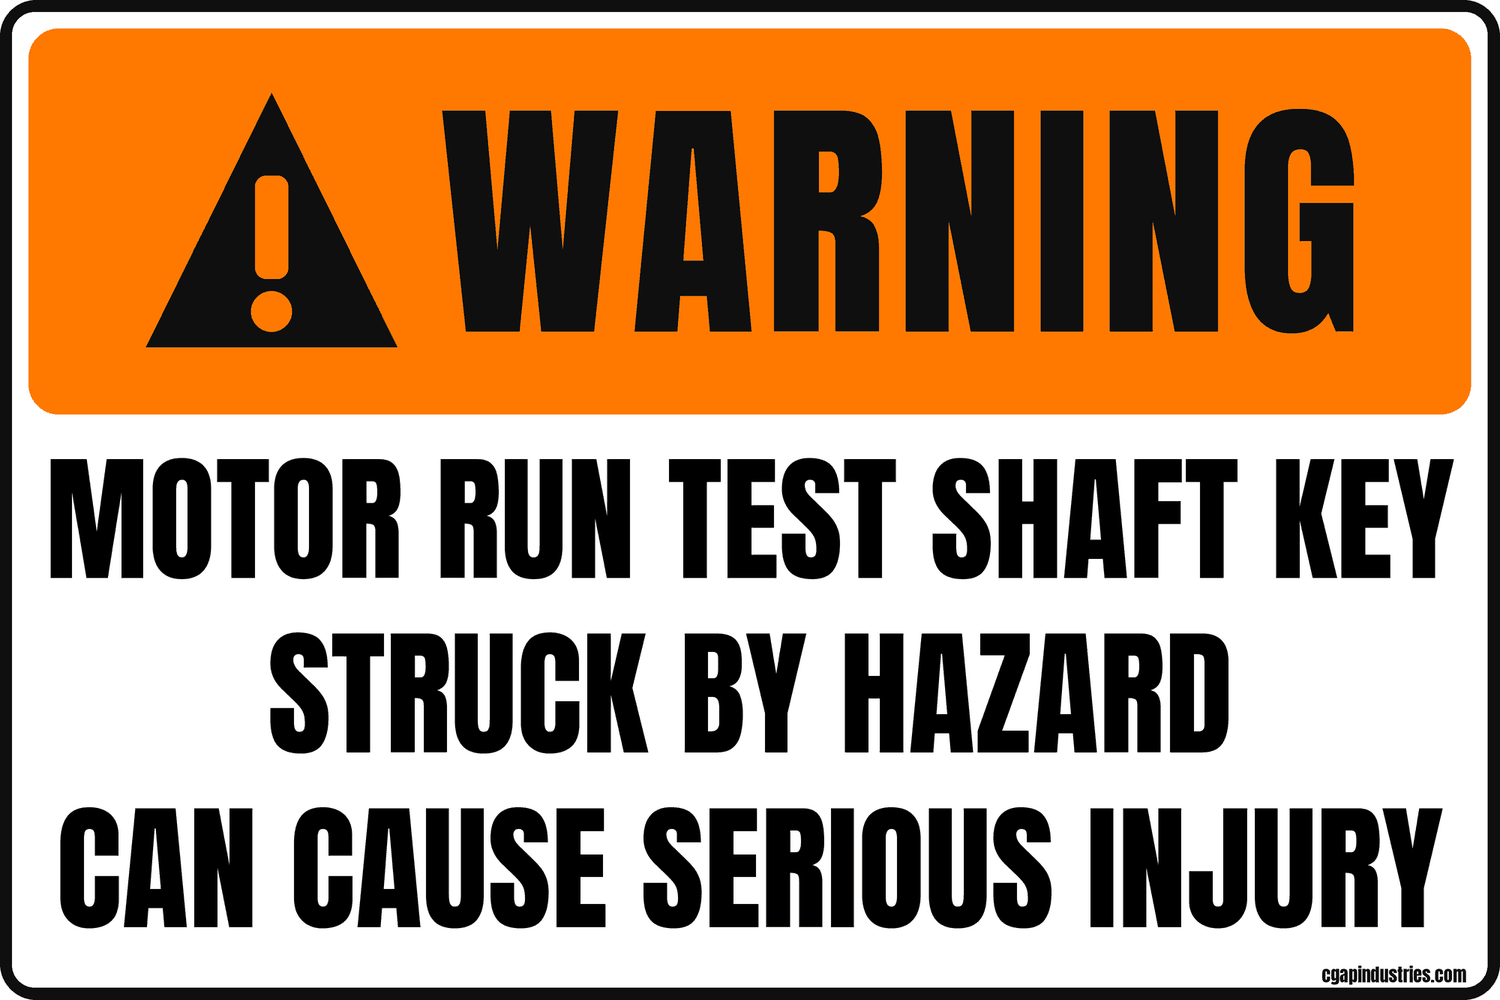 WARNING
MOTOR RUN TEST SHAFT KEY
STRUCK BY HAZARD
CAN CAUSE SERIOUS INJURY
cgapindustries.com